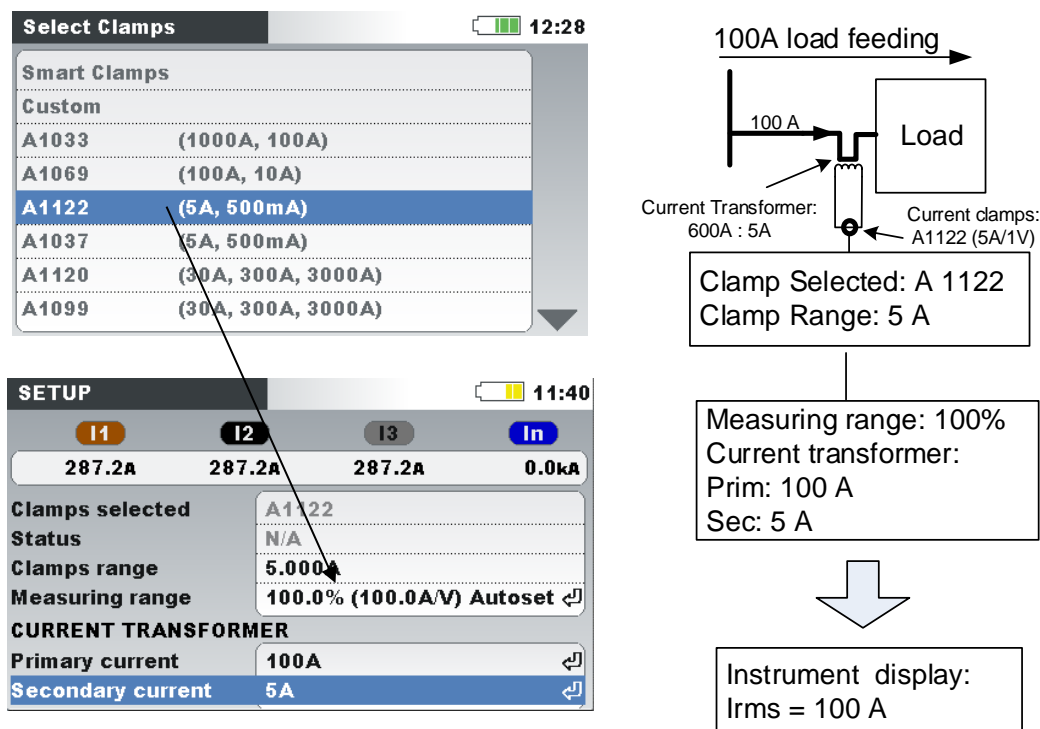 Select Clamps 12:28
Smart Clamps
Custom
A1033 (1000A, 100A)
A1069 (100A, 10A)
A1122 (5A, 500mA)
A1037 (5A, 500mA)
A1120 (30A, 300A, 3000A)
A1099 (30A, 300A, 3000A)
SETUP 11:40
I1 I2 I3 In
287.2A 287.2A 287.2A 0.0kA
Clamps selected A1122
Status N/A
Clamps range 5.000A
Measuring range 100.0% (100.0A/V) Autoset
CURRENT TRANSFORMER
Primary current 100A
Secondary current 5A
100A load feeding
100 A
Load
Current Transformer:
600A : 5A
Current clamps:
A1122 (5A/1V)
Clamp Selected: A 1122
Clamp Range: 5 A
Measuring range: 100%
Current transformer:
Prim: 100 A
Sec: 5 A
Instrument display:
Irms = 100 A